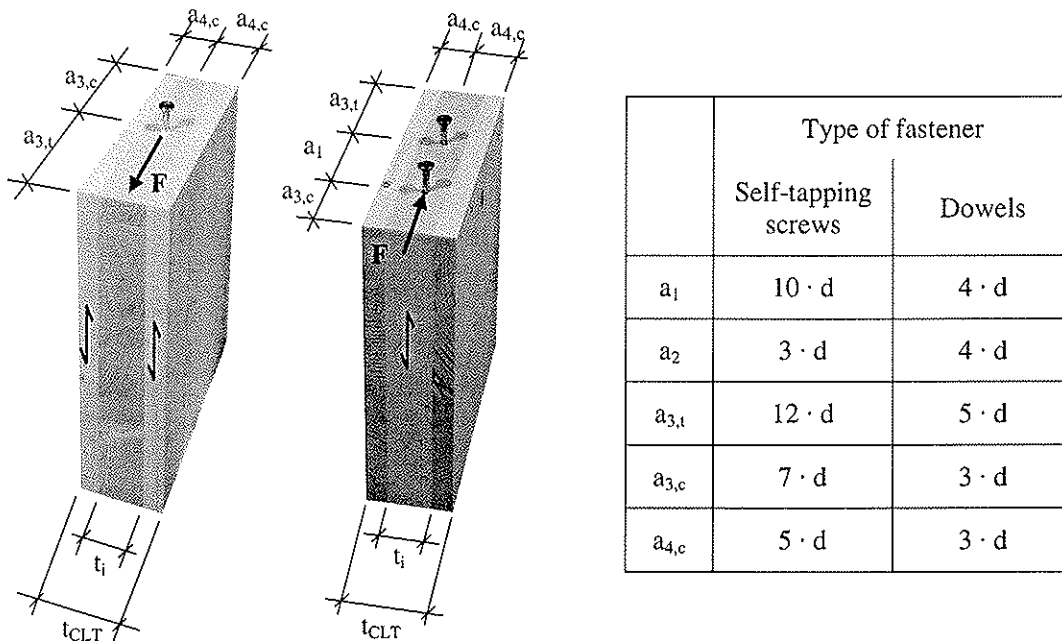 a4,c a4,c
a3,c
a3,t
F
ti
tCLT
a4,c a4,c
a3,t
a1
a3,c
F
ti
tCLT
Type of fastener
Self-tapping
screws
Dowels
a1 10 · d 4 · d
a2 3 · d 4 · d
a3,t 12 · d 5 · d
a3,c 7 · d 3 · d
a4,c 5 · d 3 · d